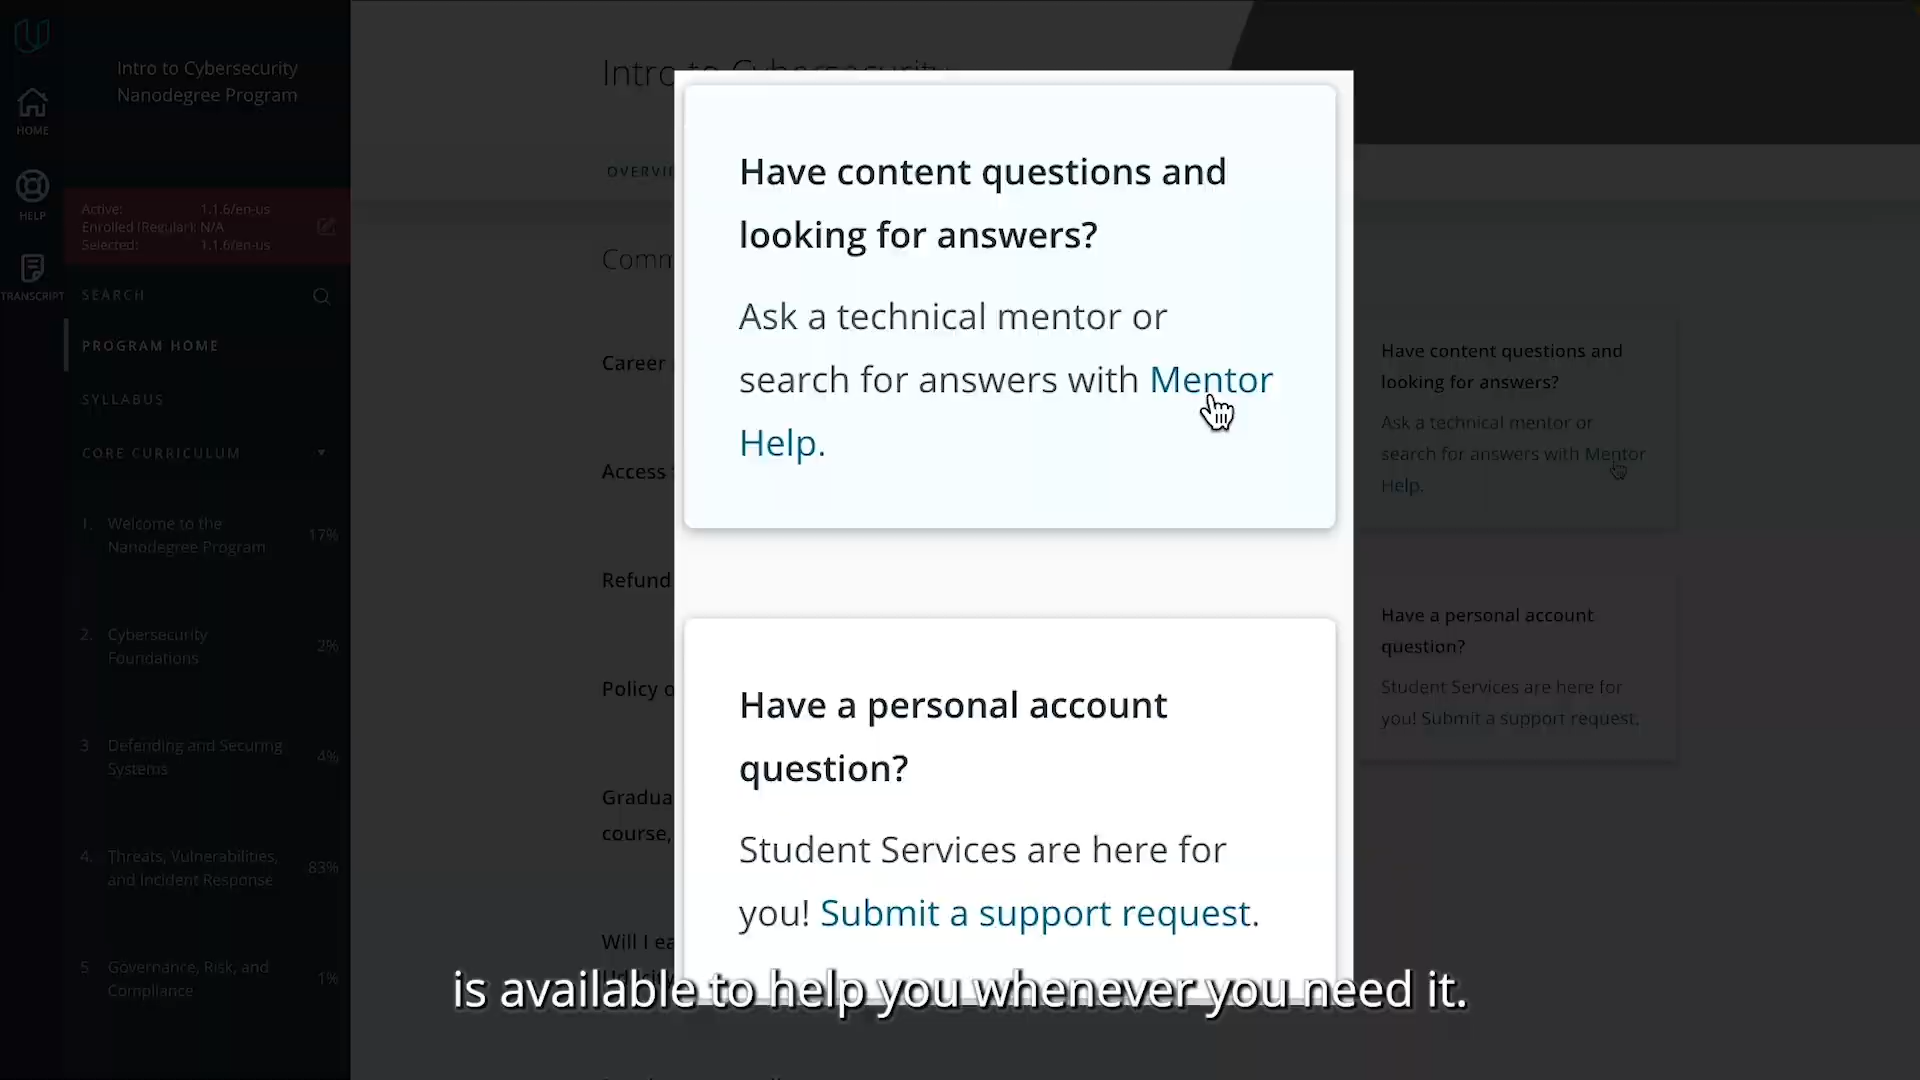 HOME
HELP
TRANSCRIPT
Intro to Cybersecurity
Nanodegree Program
Active: 1.1.6/en-us
Enrolled (Regular): N/A
Selected: 1.1.6/en-us
SEARCH
PROGRAM HOME
SYLLABUS
CORE CURRICULUM
1. Welcome to the
Nanodegree Program 17%
2. Cybersecurity
Foundations 2%
3 Defending and Securing
Systems 4%
4. Threats, Vulnerabilities,
and Incident Response 83%
5 Governance, Risk, and
Compliance 1%
Intro to Cybersecurity
Career
Access
Refund
Policy
course,
Will I
Have content questions and
looking for answers?
Ask a technical mentor or
search for answers with Mentor
Help.
Have a personal account
question?
Student Services are here for
you! Submit a support request.
Have content questions and
looking for answers?
Ask a technical mentor or
search for answers with Mentor
Help.
Have a personal account
question?
Student Services are here for
you! Submit a support request.
is available to help you whenever you need it.